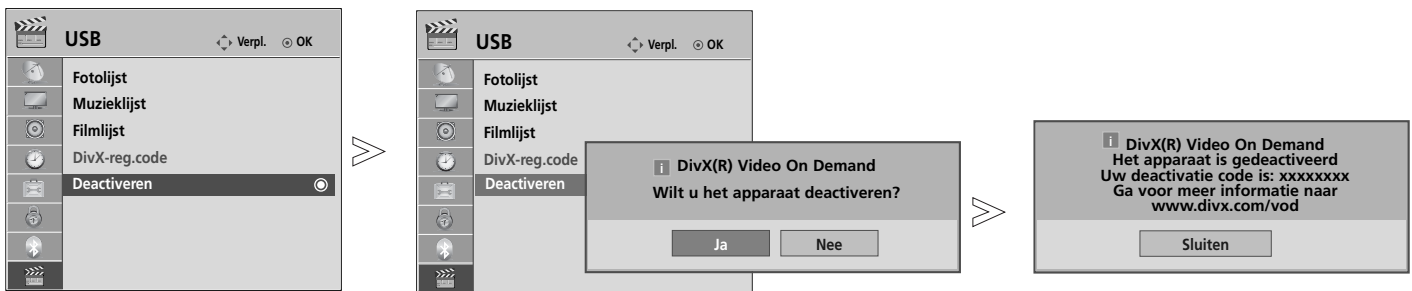 USB Verpl. OK
Fotolijst
Muzieklijst
Filmlijst
DivX-reg.code
Deactiveren
USB Verpl. OK
Fotolijst
Muzieklijst
Filmlijst
DivX-reg.code
Deactiveren
i DivX(R) Video On Demand
Wilt u het apparaat deactiveren?
Ja Nee
i DivX(R) Video On Demand
Het apparaat is gedeactiveerd
Uw deactivatie code is: xxxxxxxx
Ga voor meer informatie naar
www.divx.com/vod
Sluiten